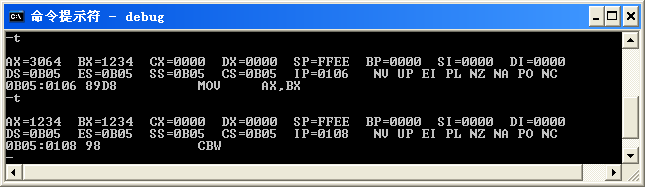 命令提示符 - debug
-t
AX=3064  BX=1234  CX=0000  DX=0000  SP=FFEE  BP=0000  SI=0000  DI=0000
DS=0B05  ES=0B05  SS=0B05  CS=0B05  IP=0106   NV UP EI PL NZ NA PO NC
0B05:0106 89D8          MOV     AX,BX
-t
AX=1234  BX=1234  CX=0000  DX=0000  SP=FFEE  BP=0000  SI=0000  DI=0000
DS=0B05  ES=0B05  SS=0B05  CS=0B05  IP=0108   NV UP EI PL NZ NA PO NC
0B05:0108 98            CBW
-